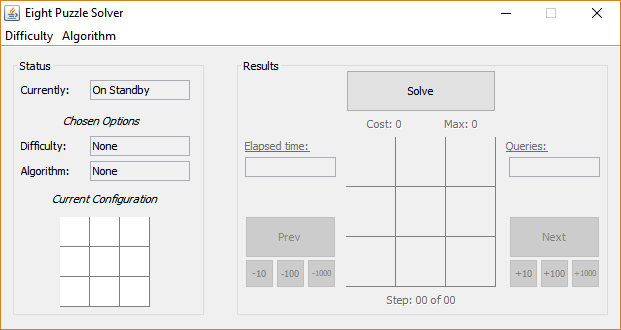 Eight Puzzle Solver
Difficulty Algorithm
Status
Currently: On Standby
Chosen Options
Difficulty: None
Algorithm: None
Current Configuration
Results
Solve
Cost: 0 Max: 0
Elapsed time: Queries:
Prev Next
-10 -100 -1000 +10 +100 +1000
Step: 00 of 00